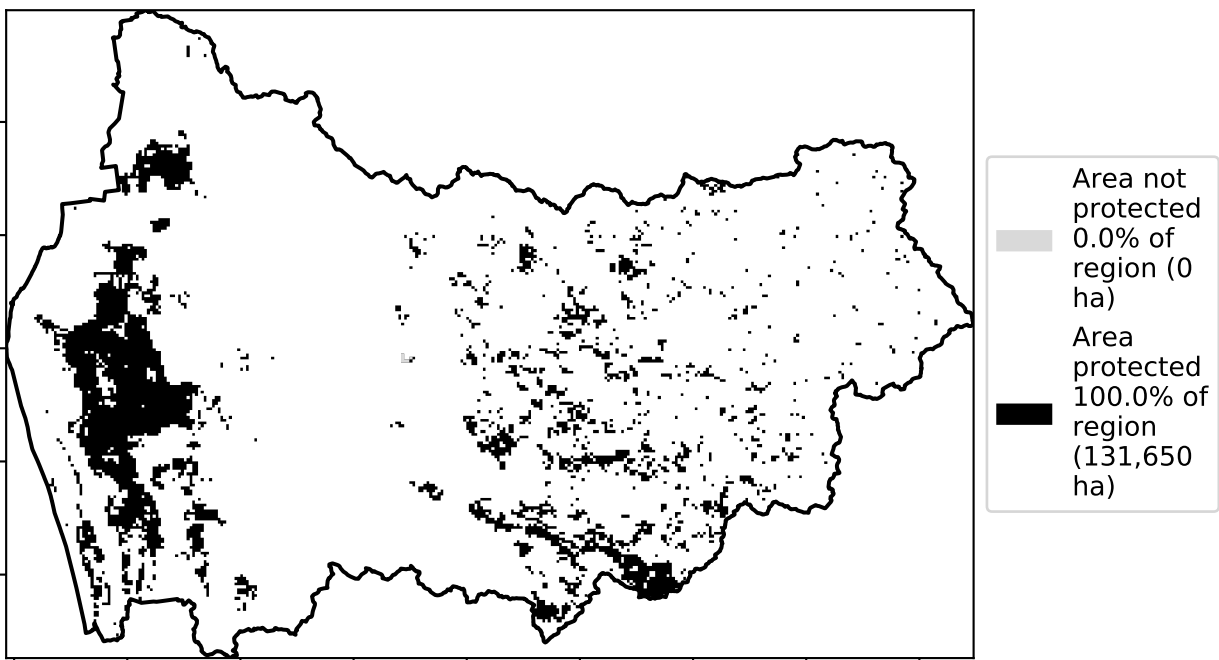 Area not
protected
0.0% of
region (0
ha)
Area
protected
100.0% of
region
(131,650
ha)